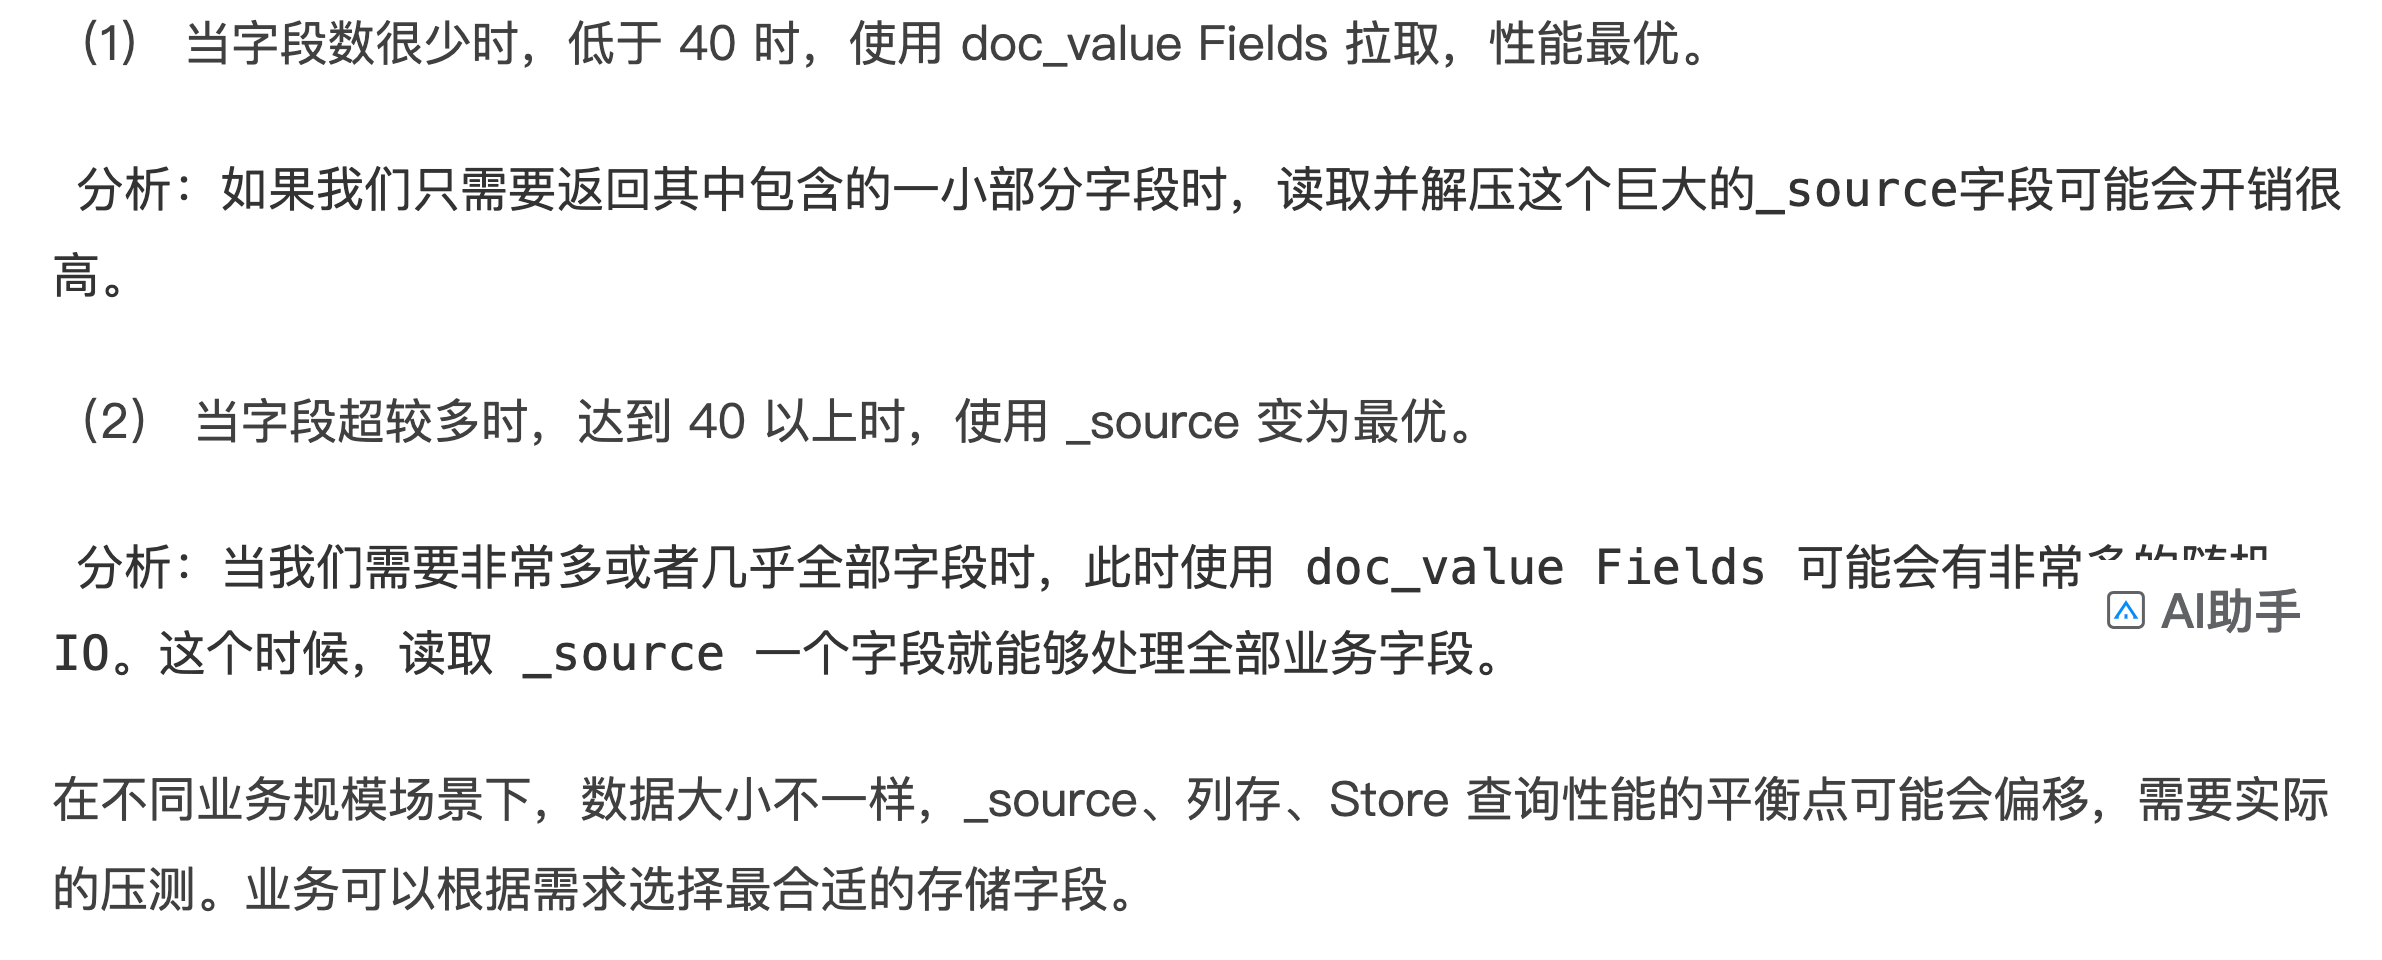 （1） 当字段数很少时，低于 40 时，使用 doc_value Fields 拉取，性能最优。
分析：如果我们只需要返回其中包含的一小部分字段时，读取并解压这个巨大的_source字段可能会开销很
高。
（2） 当字段超较多时，达到 40 以上时，使用 _source 变为最优。
分析：当我们需要非常多或者几乎全部字段时，此时使用 doc_value Fields 可能会有非常多的随机
AI助手
IO。这个时候，读取 _source 一个字段就能够处理全部业务字段。
在不同业务规模场景下，数据大小不一样，_source、列存、Store 查询性能的平衡点可能会偏移，需要实际
的压测。业务可以根据需求选择最合适的存储字段。